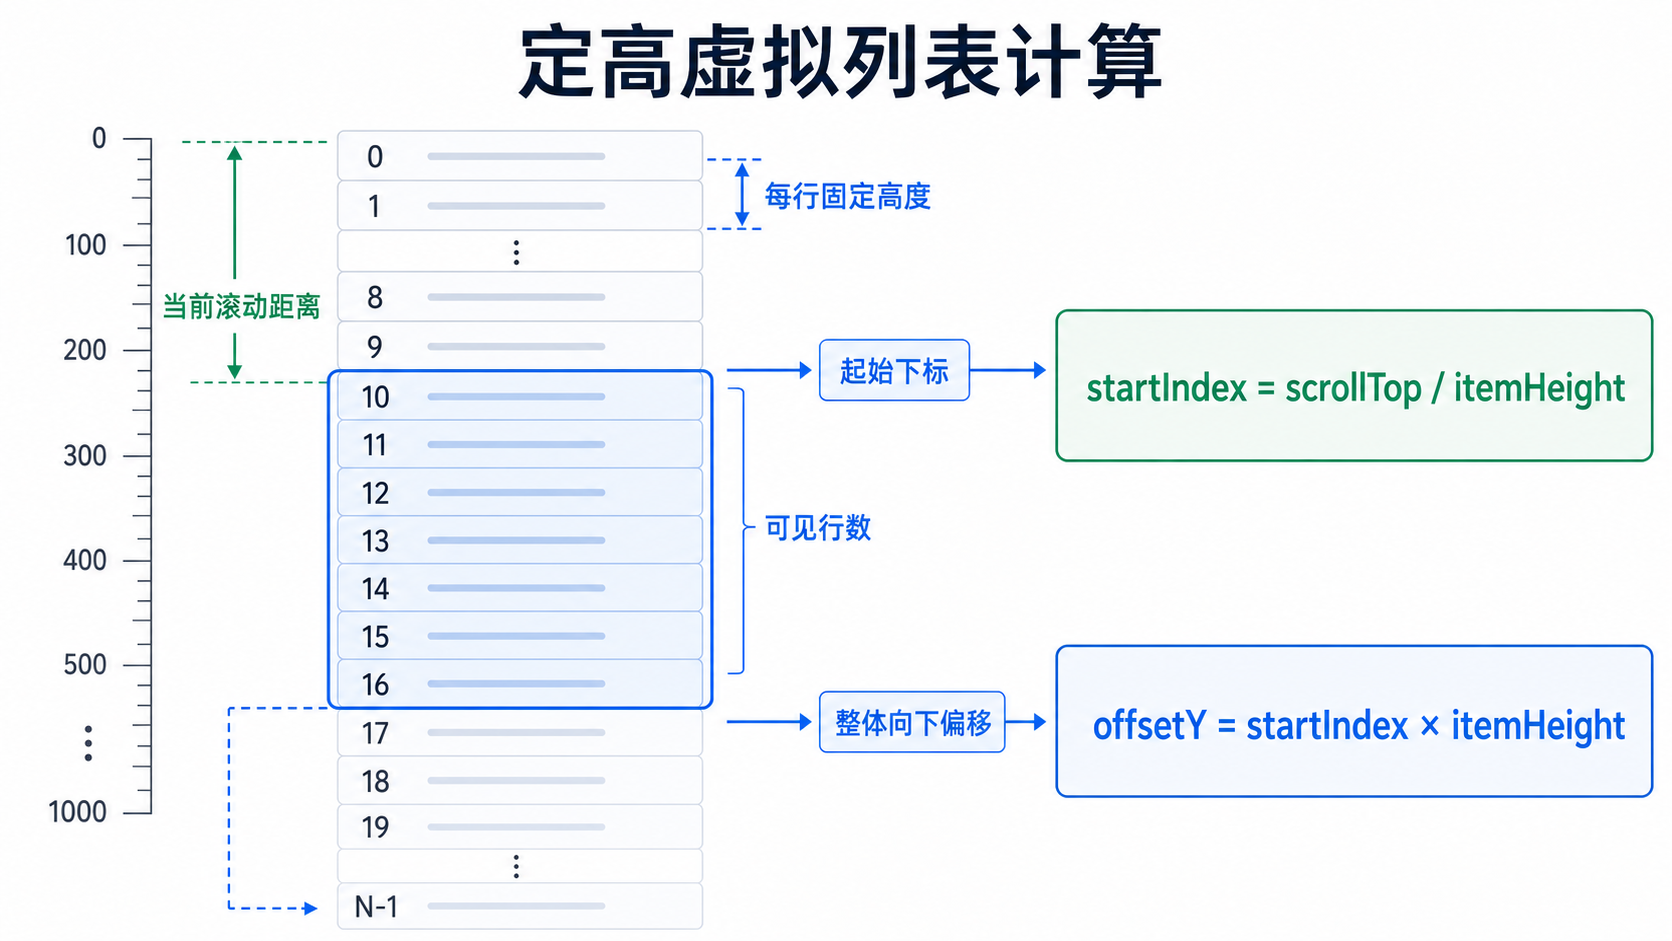 定高虚拟列表计算
0
100
200
300
400
500
⋮
1000
当前滚动距离
0
1
⋮
8
9
10
11
12
13
14
15
16
17
18
19
⋮
N-1
每行固定高度
起始下标
startIndex = scrollTop / itemHeight
可见行数
整体向下偏移
offsetY = startIndex × itemHeight